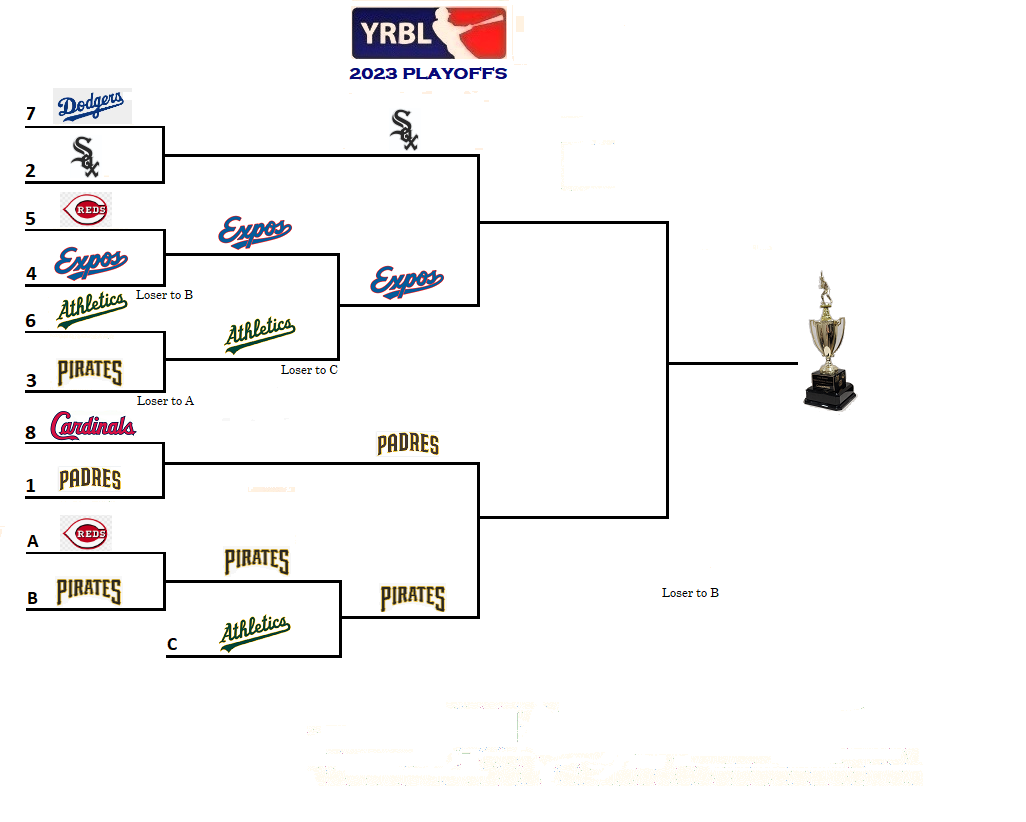 YRBL
2023 PLAYOFFS
7 Dodgers
Sox
2
REDS
5
Expos
Expos
4
Expos
Loser to B
Athletics
6
Athletics
PIRATES
3
Loser to C
Loser to A
Cardinals
8
PADRES
PADRES
1
REDS
A
PIRATES
PIRATES
B
PIRATES
Loser to B
Athletics
C